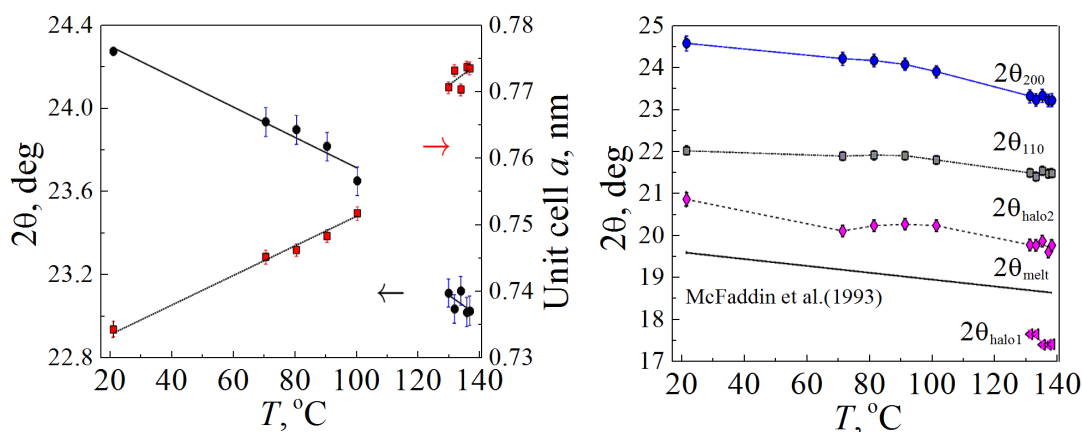 24.4
24.0
23.6
23.2
22.8
2θ, deg
20 40 60 80 100 120 140
T, °C
0.78
0.77
0.76
0.75
0.74
0.73
Unit cell a, nm
→
←
25
24
23
22
21
20
19
18
17
2θ, deg
20 40 60 80 100 120 140
T, °C
2θ200
2θ110
2θhalo2
2θmelt
McFaddin et al.(1993)
2θhalo1